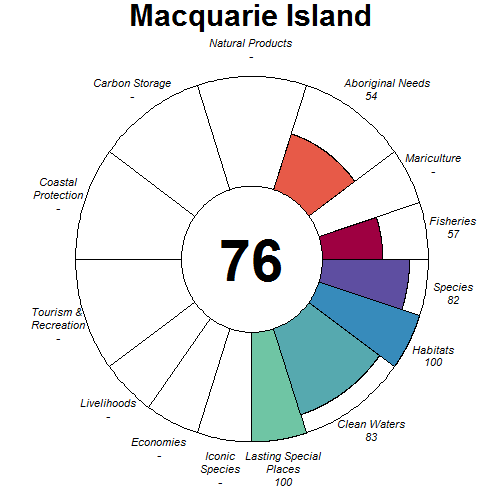 Macquarie Island
Natural Products
-
Carbon Storage
-
Aboriginal Needs
54
Mariculture
-
Coastal
Protection
-
Fisheries
57
76
Species
82
Tourism &
Recreation
-
Habitats
100
Livelihoods
-
Clean Waters
83
Economies
-
Iconic
Species
-
Lasting Special
Places
100